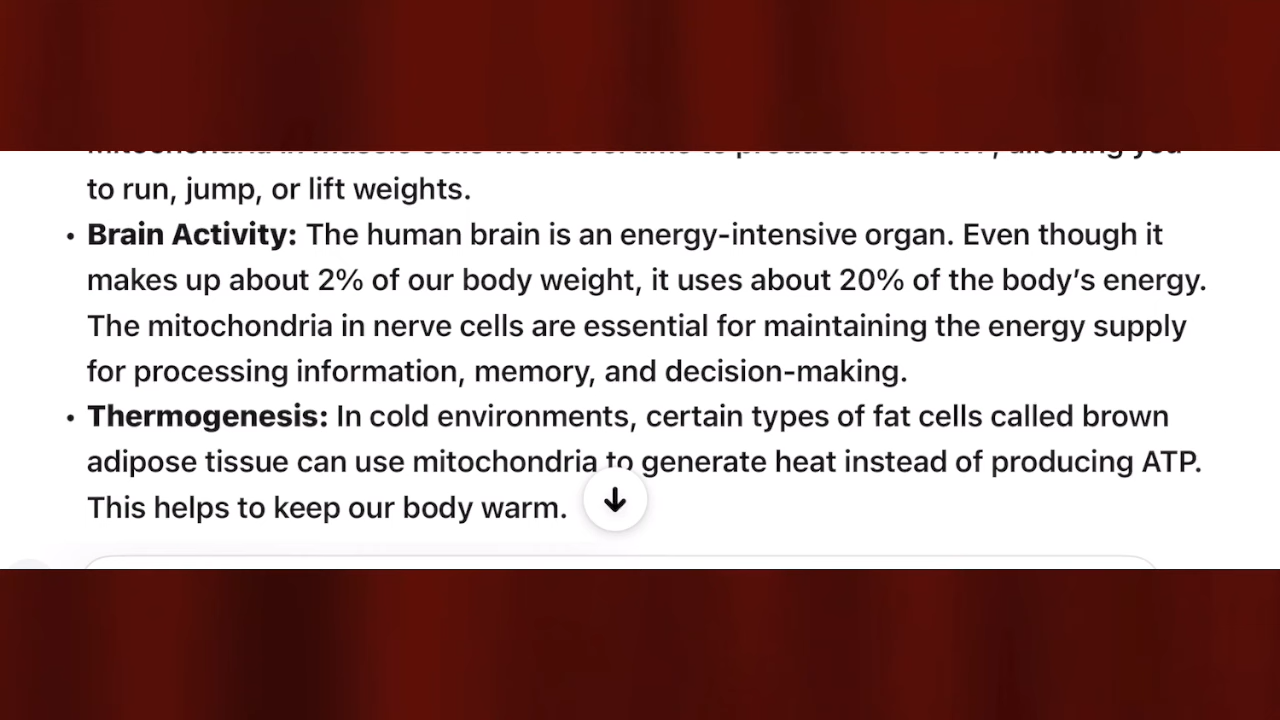 to run, jump, or lift weights.
• Brain Activity: The human brain is an energy-intensive organ. Even though it
makes up about 2% of our body weight, it uses about 20% of the body’s energy.
The mitochondria in nerve cells are essential for maintaining the energy supply
for processing information, memory, and decision-making.
• Thermogenesis: In cold environments, certain types of fat cells called brown
adipose tissue can use mitochondria to generate heat instead of producing ATP.
This helps to keep our body warm.